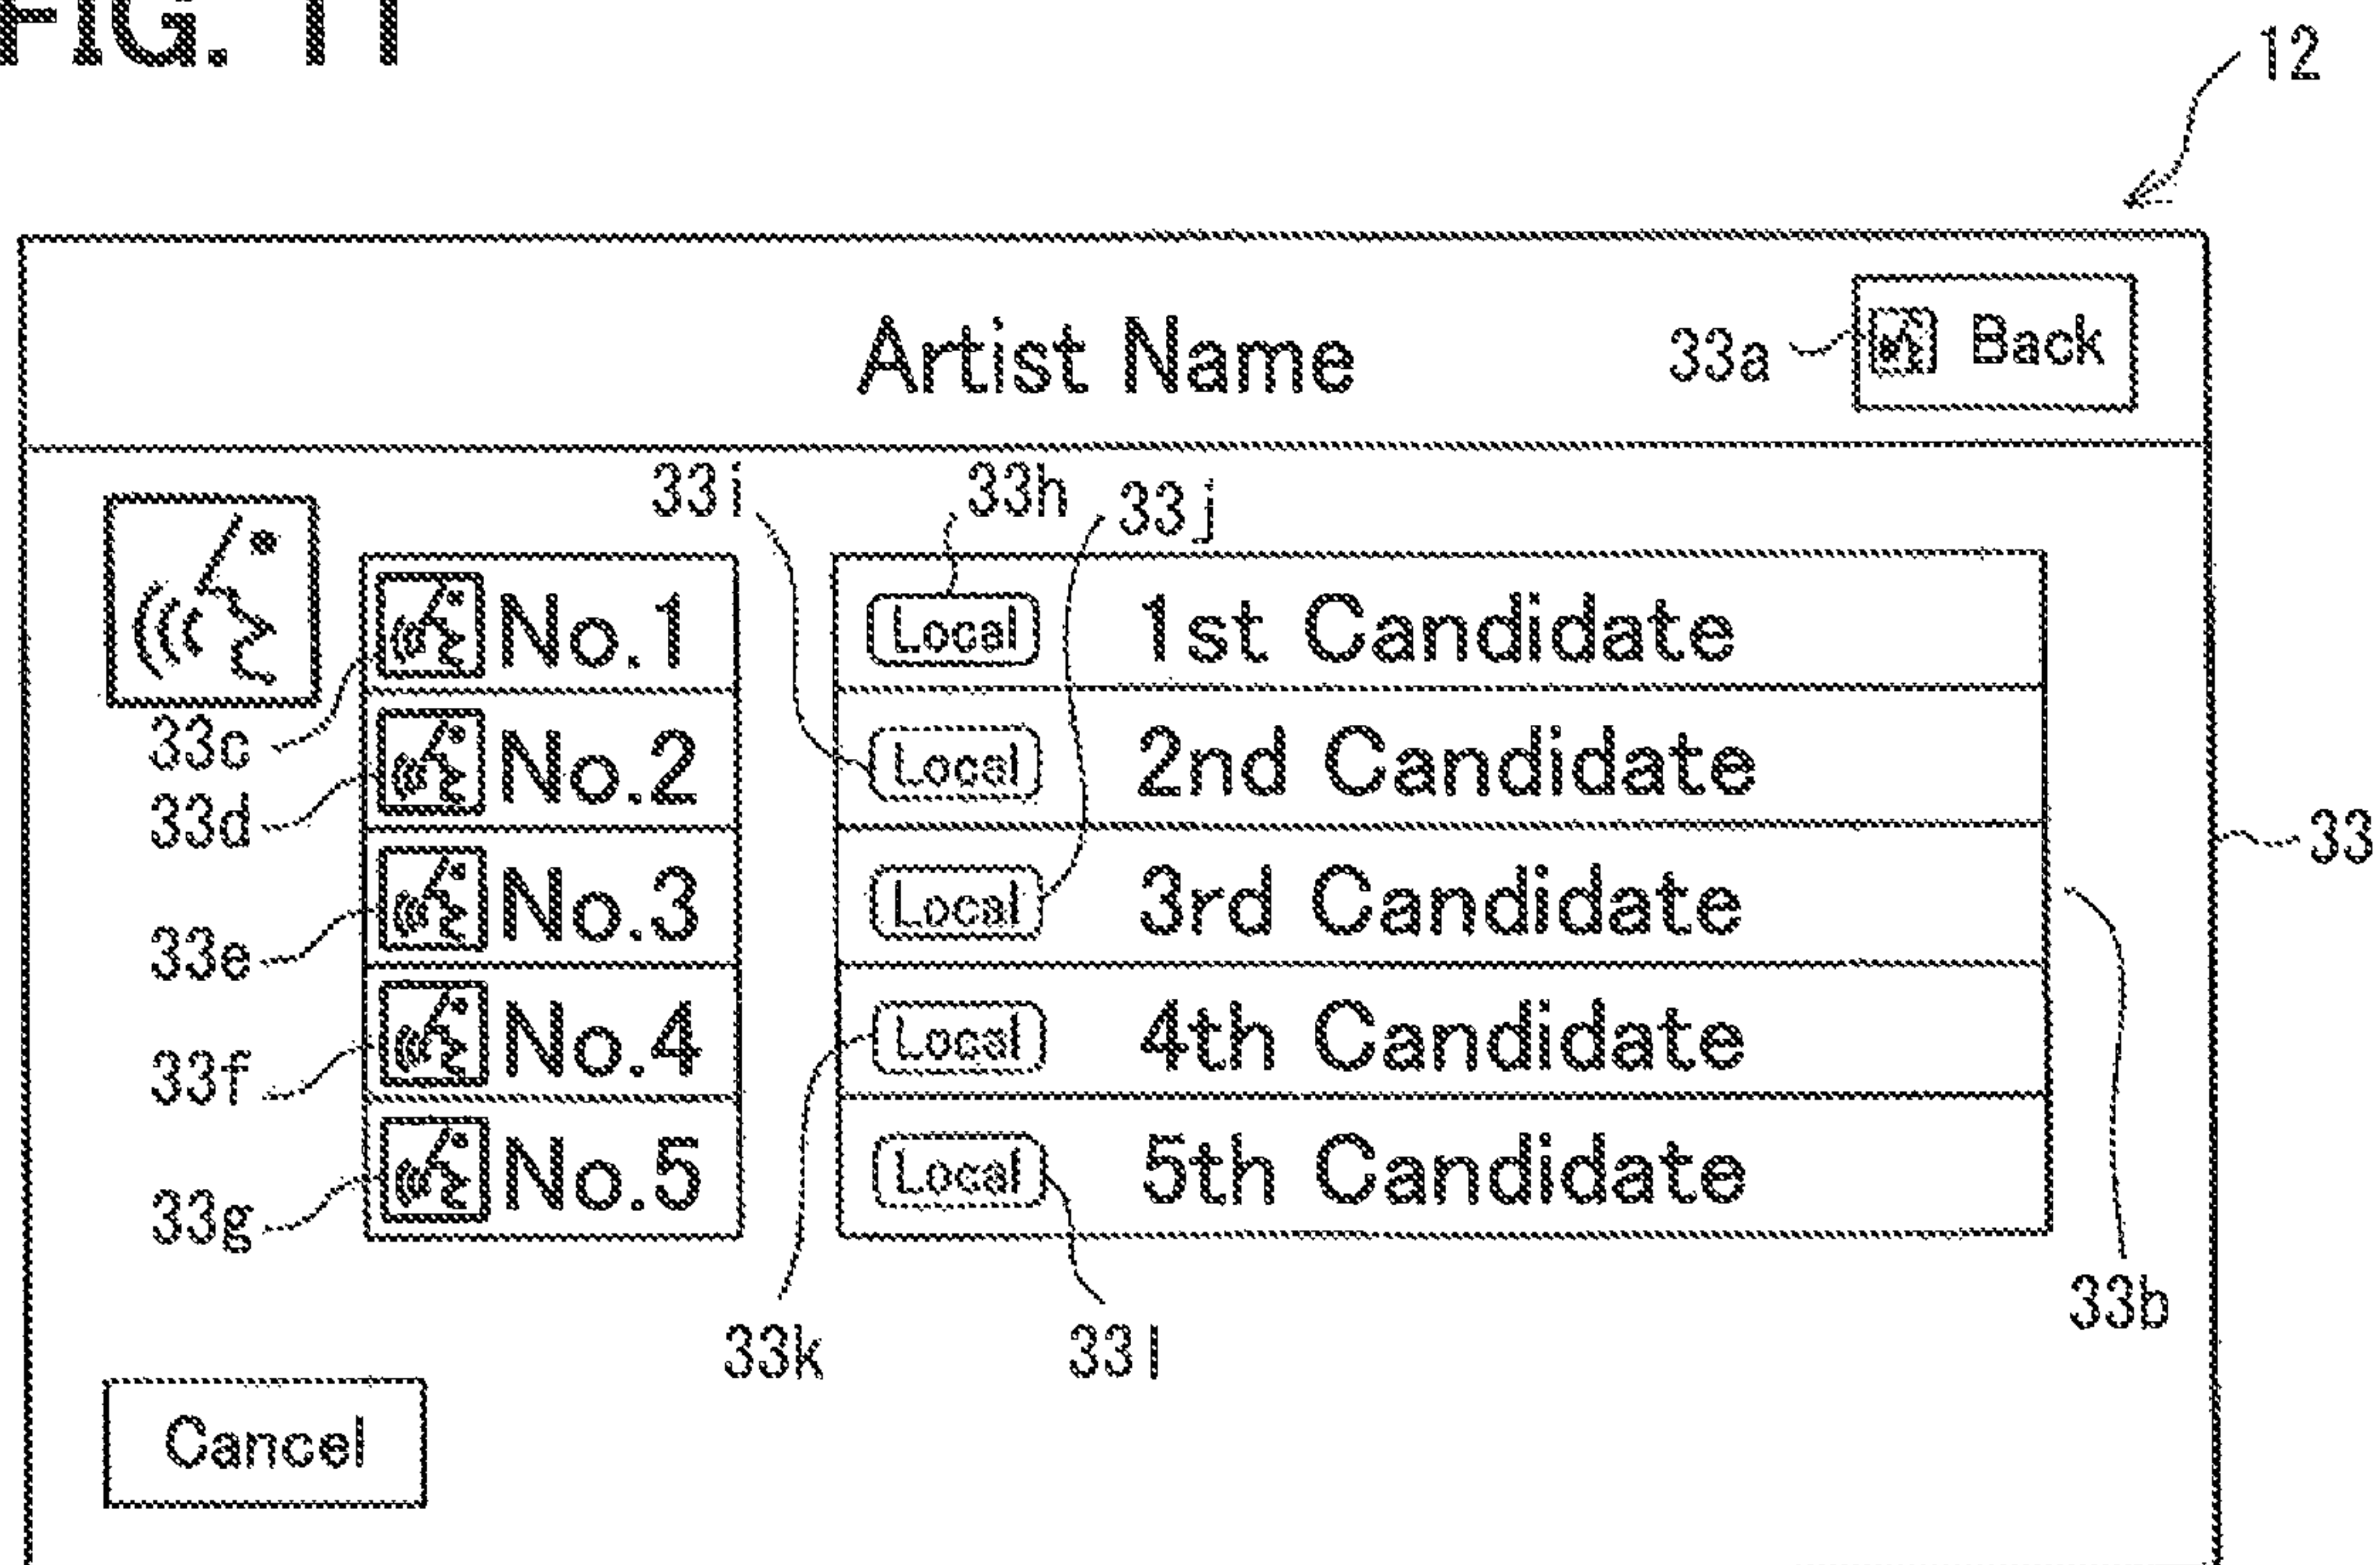 FIG. 11
12
Artist Name
33a
Back
33i
33h
33j
No.1
Local
1st Candidate
33c
No.2
Local
2nd Candidate
33d
33
No.3
Local
3rd Candidate
33e
No.4
Local
4th Candidate
33f
No.5
Local
5th Candidate
33g
33b
33k
33l
Cancel